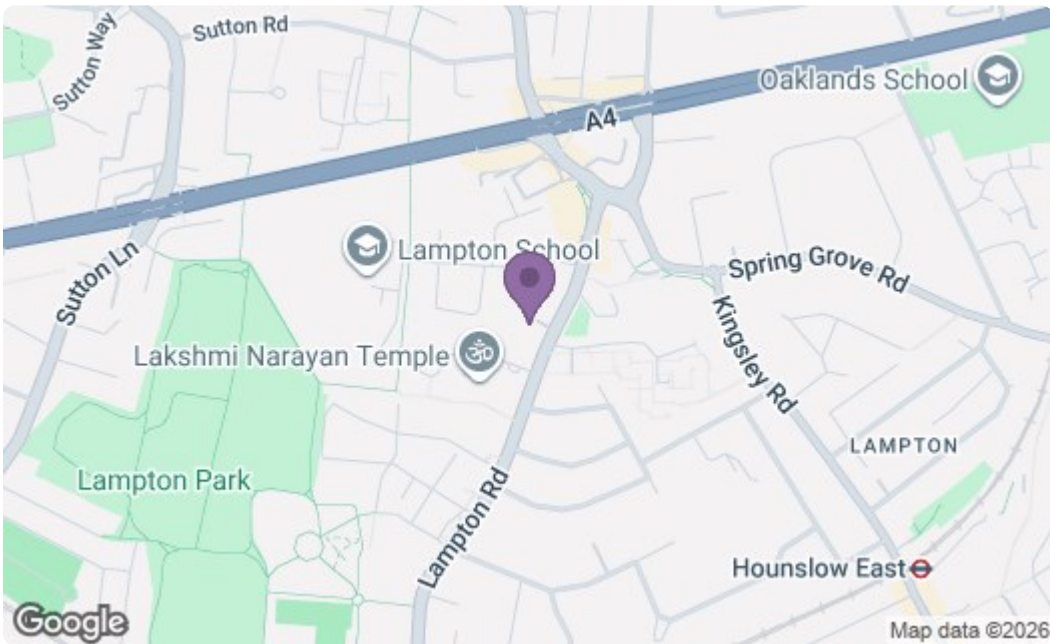 Sutton Rd
Sutton Way
Oaklands School
A4
Lampton School
Sutton Ln
Spring Grove Rd
Kingsley Rd
ॐ
Lakshmi Narayan Temple
LAMPTON
Lampton Park
Lampton Rd
Hounslow East
Google
Map data ©2026